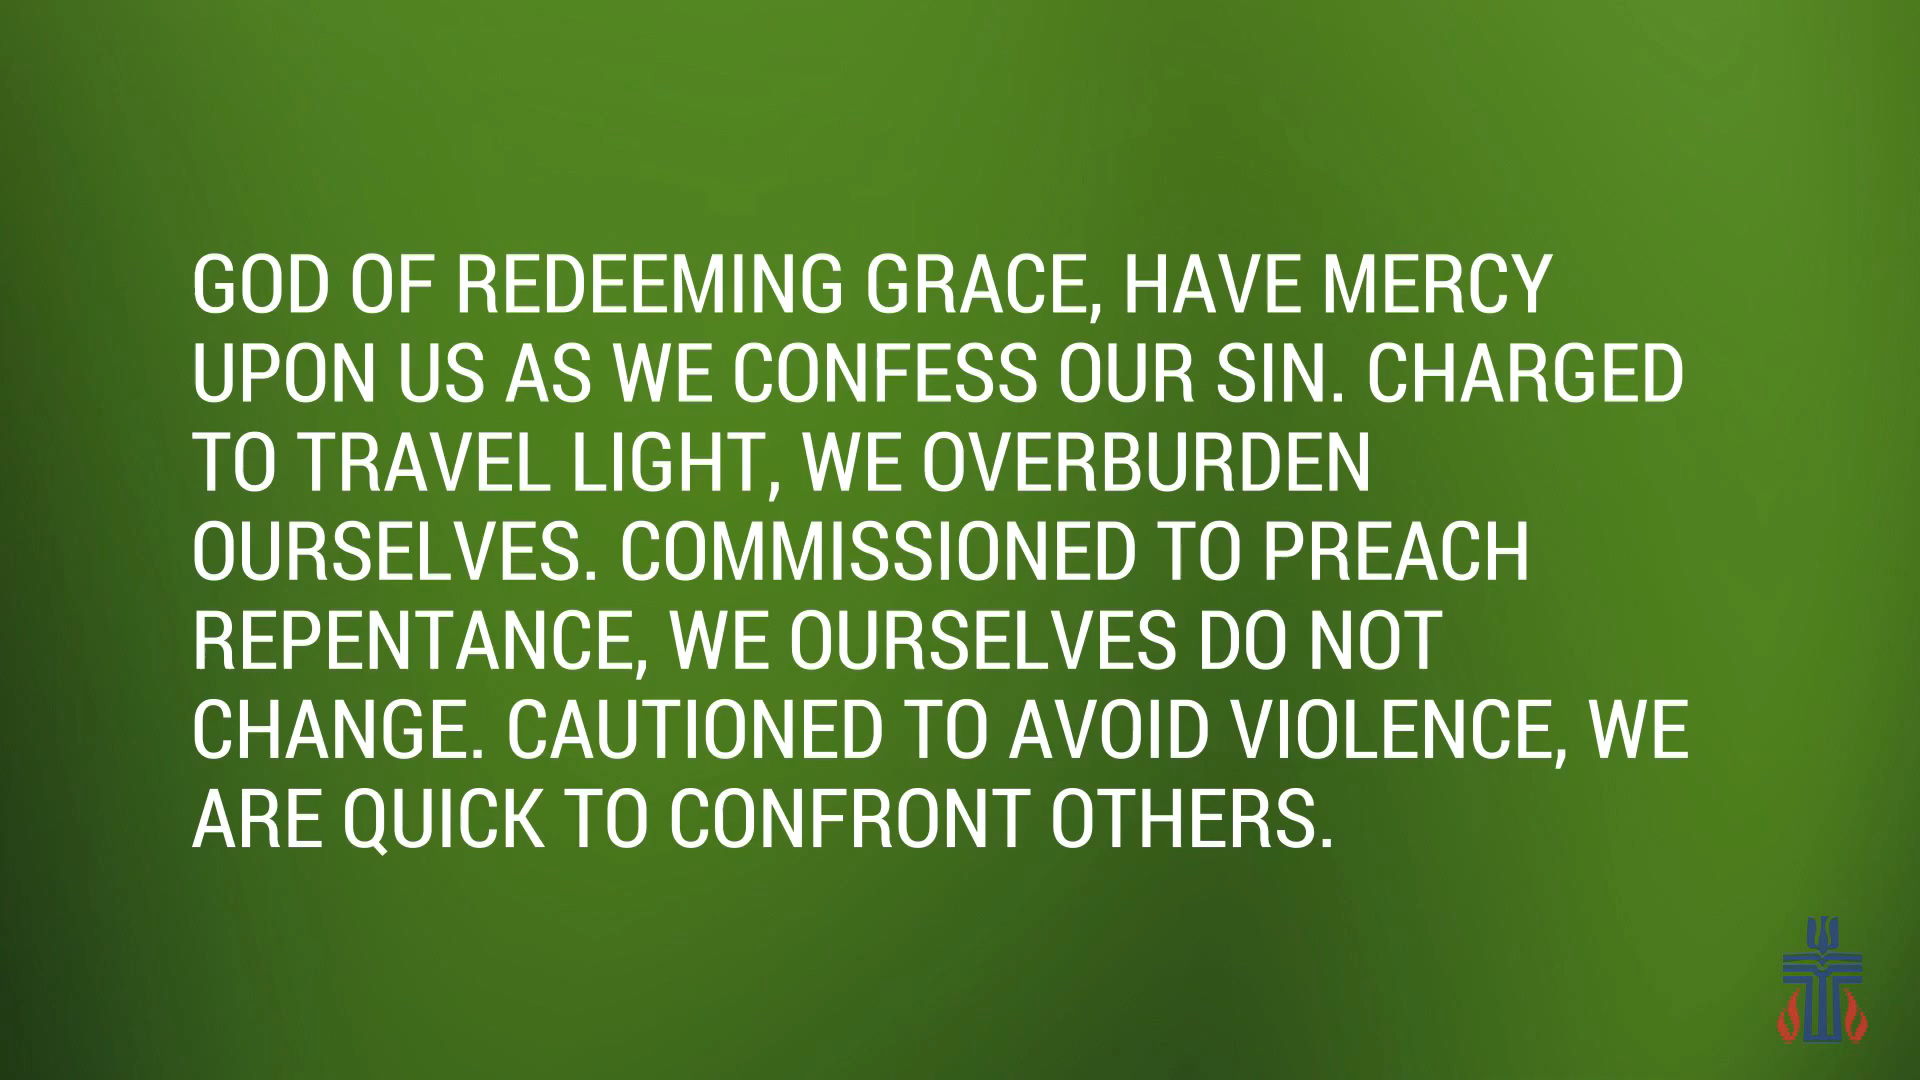 GOD OF REDEEMING GRACE, HAVE MERCY
UPON US AS WE CONFESS OUR SIN. CHARGED
TO TRAVEL LIGHT, WE OVERBURDEN
OURSELVES. COMMISSIONED TO PREACH
REPENTANCE, WE OURSELVES DO NOT
CHANGE. CAUTIONED TO AVOID VIOLENCE, WE
ARE QUICK TO CONFRONT OTHERS.